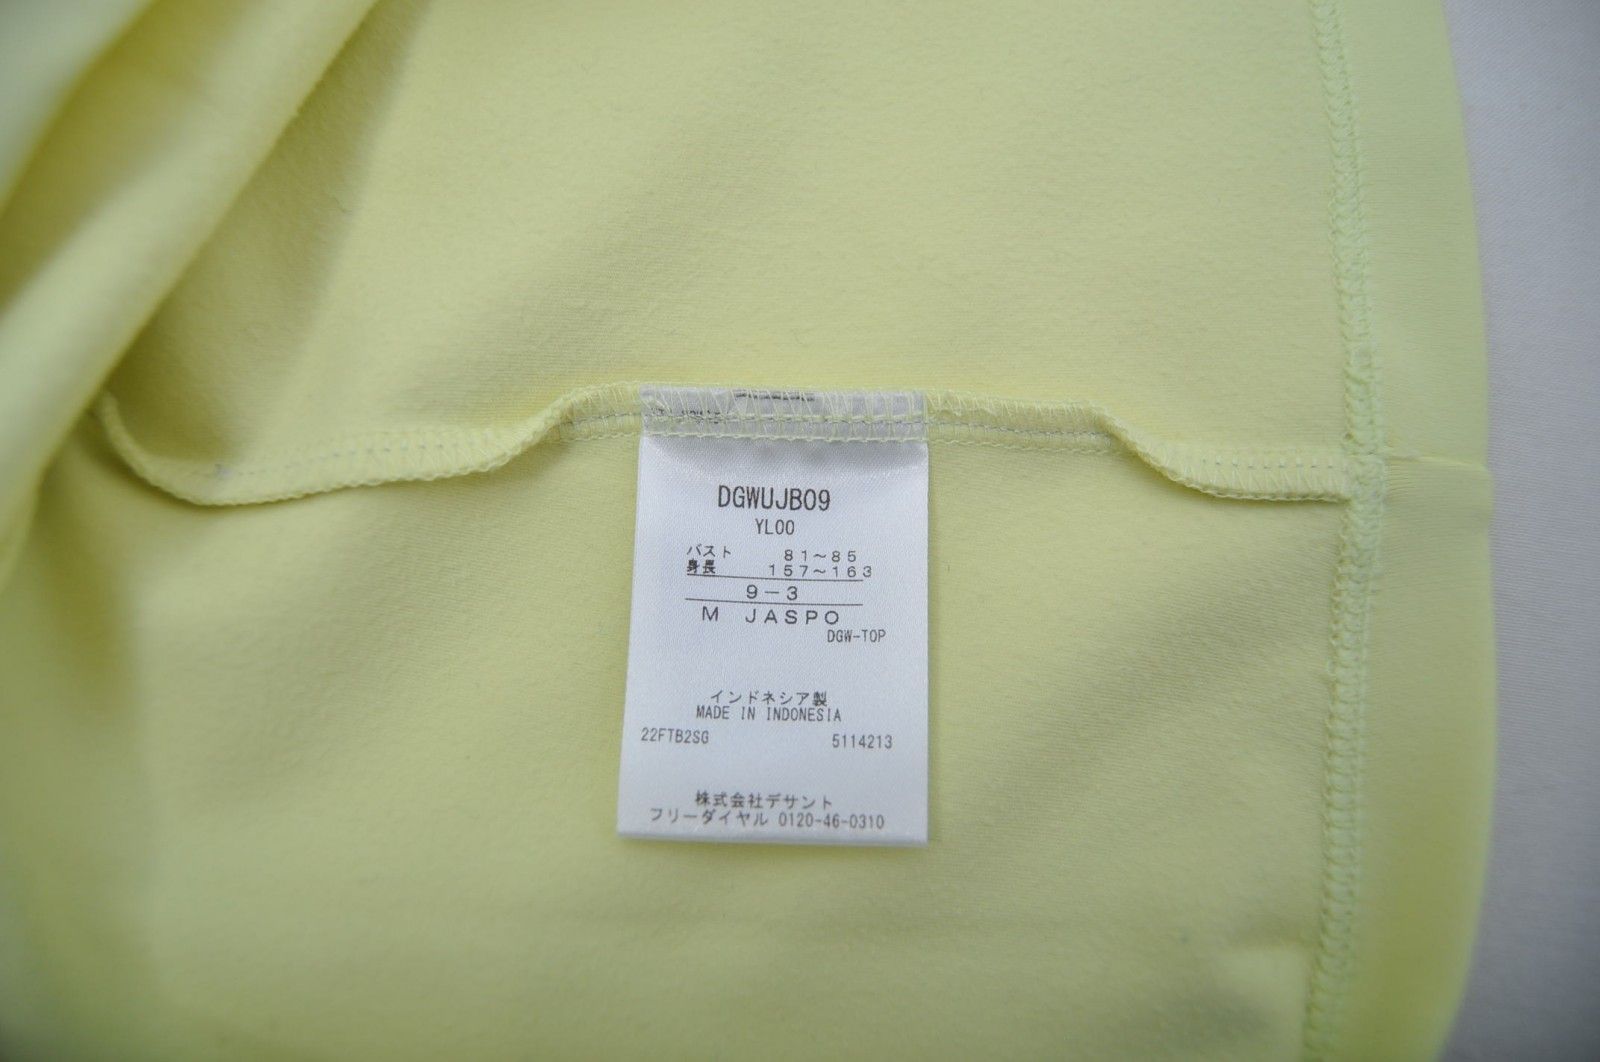 DGWUJB09
YL00
バスト 81~85
身長 157~163
9-3
M JASPO
DGW-TOP
インドネシア製
MADE IN INDONESIA
22FTB2SG 5114213
株式会社デサント
フリーダイヤル 0120-46-0310